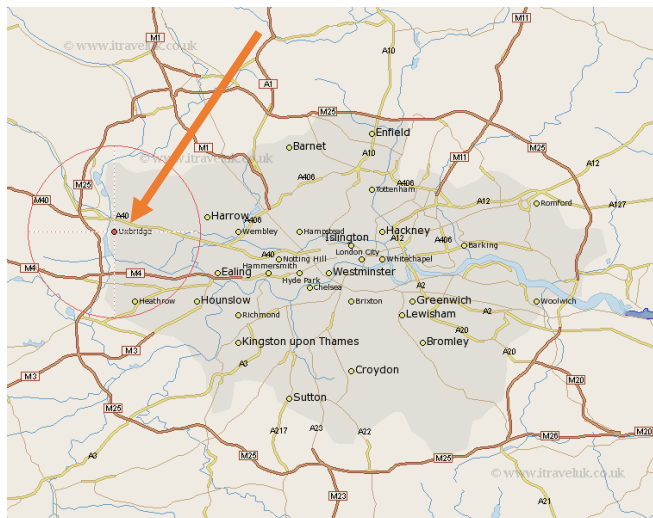 M11
M1
© www.itraveluk.co.uk
A10
A1
M25
Enfield
Barnet
M1
A10
M11
M25
© www.itraveluk.co.uk
A12
M25
A406
A406
Tottenham
M40
A12
Romford
A127
A40
Harrow
A406
Uxbridge
Wembley
Hampstead
Hackney
Islington
A12
A406
Barking
London City
A40
Notting Hill
Whitechapel
M4
M4
Ealing
Hammersmith
Westminster
Hyde Park
Chelsea
Heathrow
Hounslow
Brixton
A2
Greenwich
Woolwich
Richmond
Lewisham
A2
A20
M3
Kingston upon Thames
Bromley
A20
A3
M3
Croydon
M20
Sutton
M25
A217
A23
A22
M26
M20
A3
M25
M25
© www.itraveluk.co.uk
M23
A21